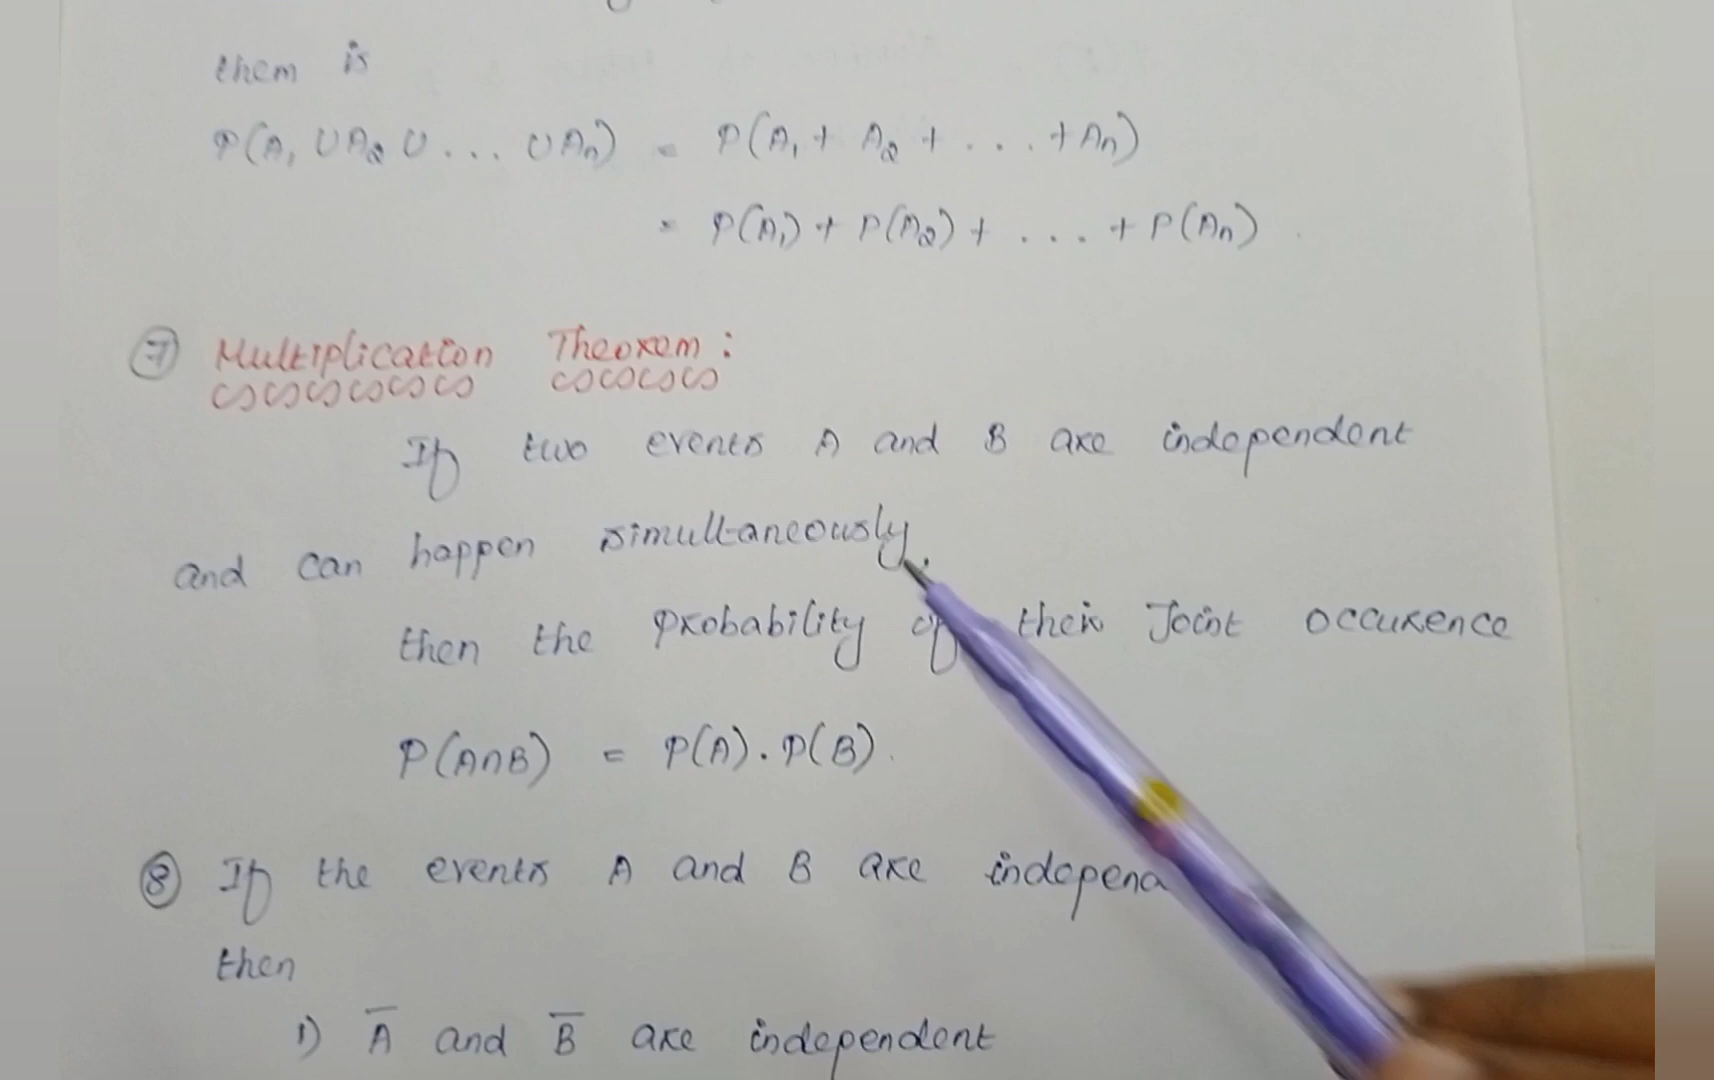 them is
P(A₁ ∪ A₂ ∪ ... ∪ Aₙ) = P(A₁ + A₂ + ... + Aₙ)
= P(A₁) + P(A₂) + ... + P(Aₙ).
⑦ Multiplication Theorem:
If two events A and B are independent
and can happen simultaneously.
then the probability of their Joint occurence
P(A∩B) = P(A).P(B).
⑧ If the events A and B are
then
1) A̅ and B̅ are independent